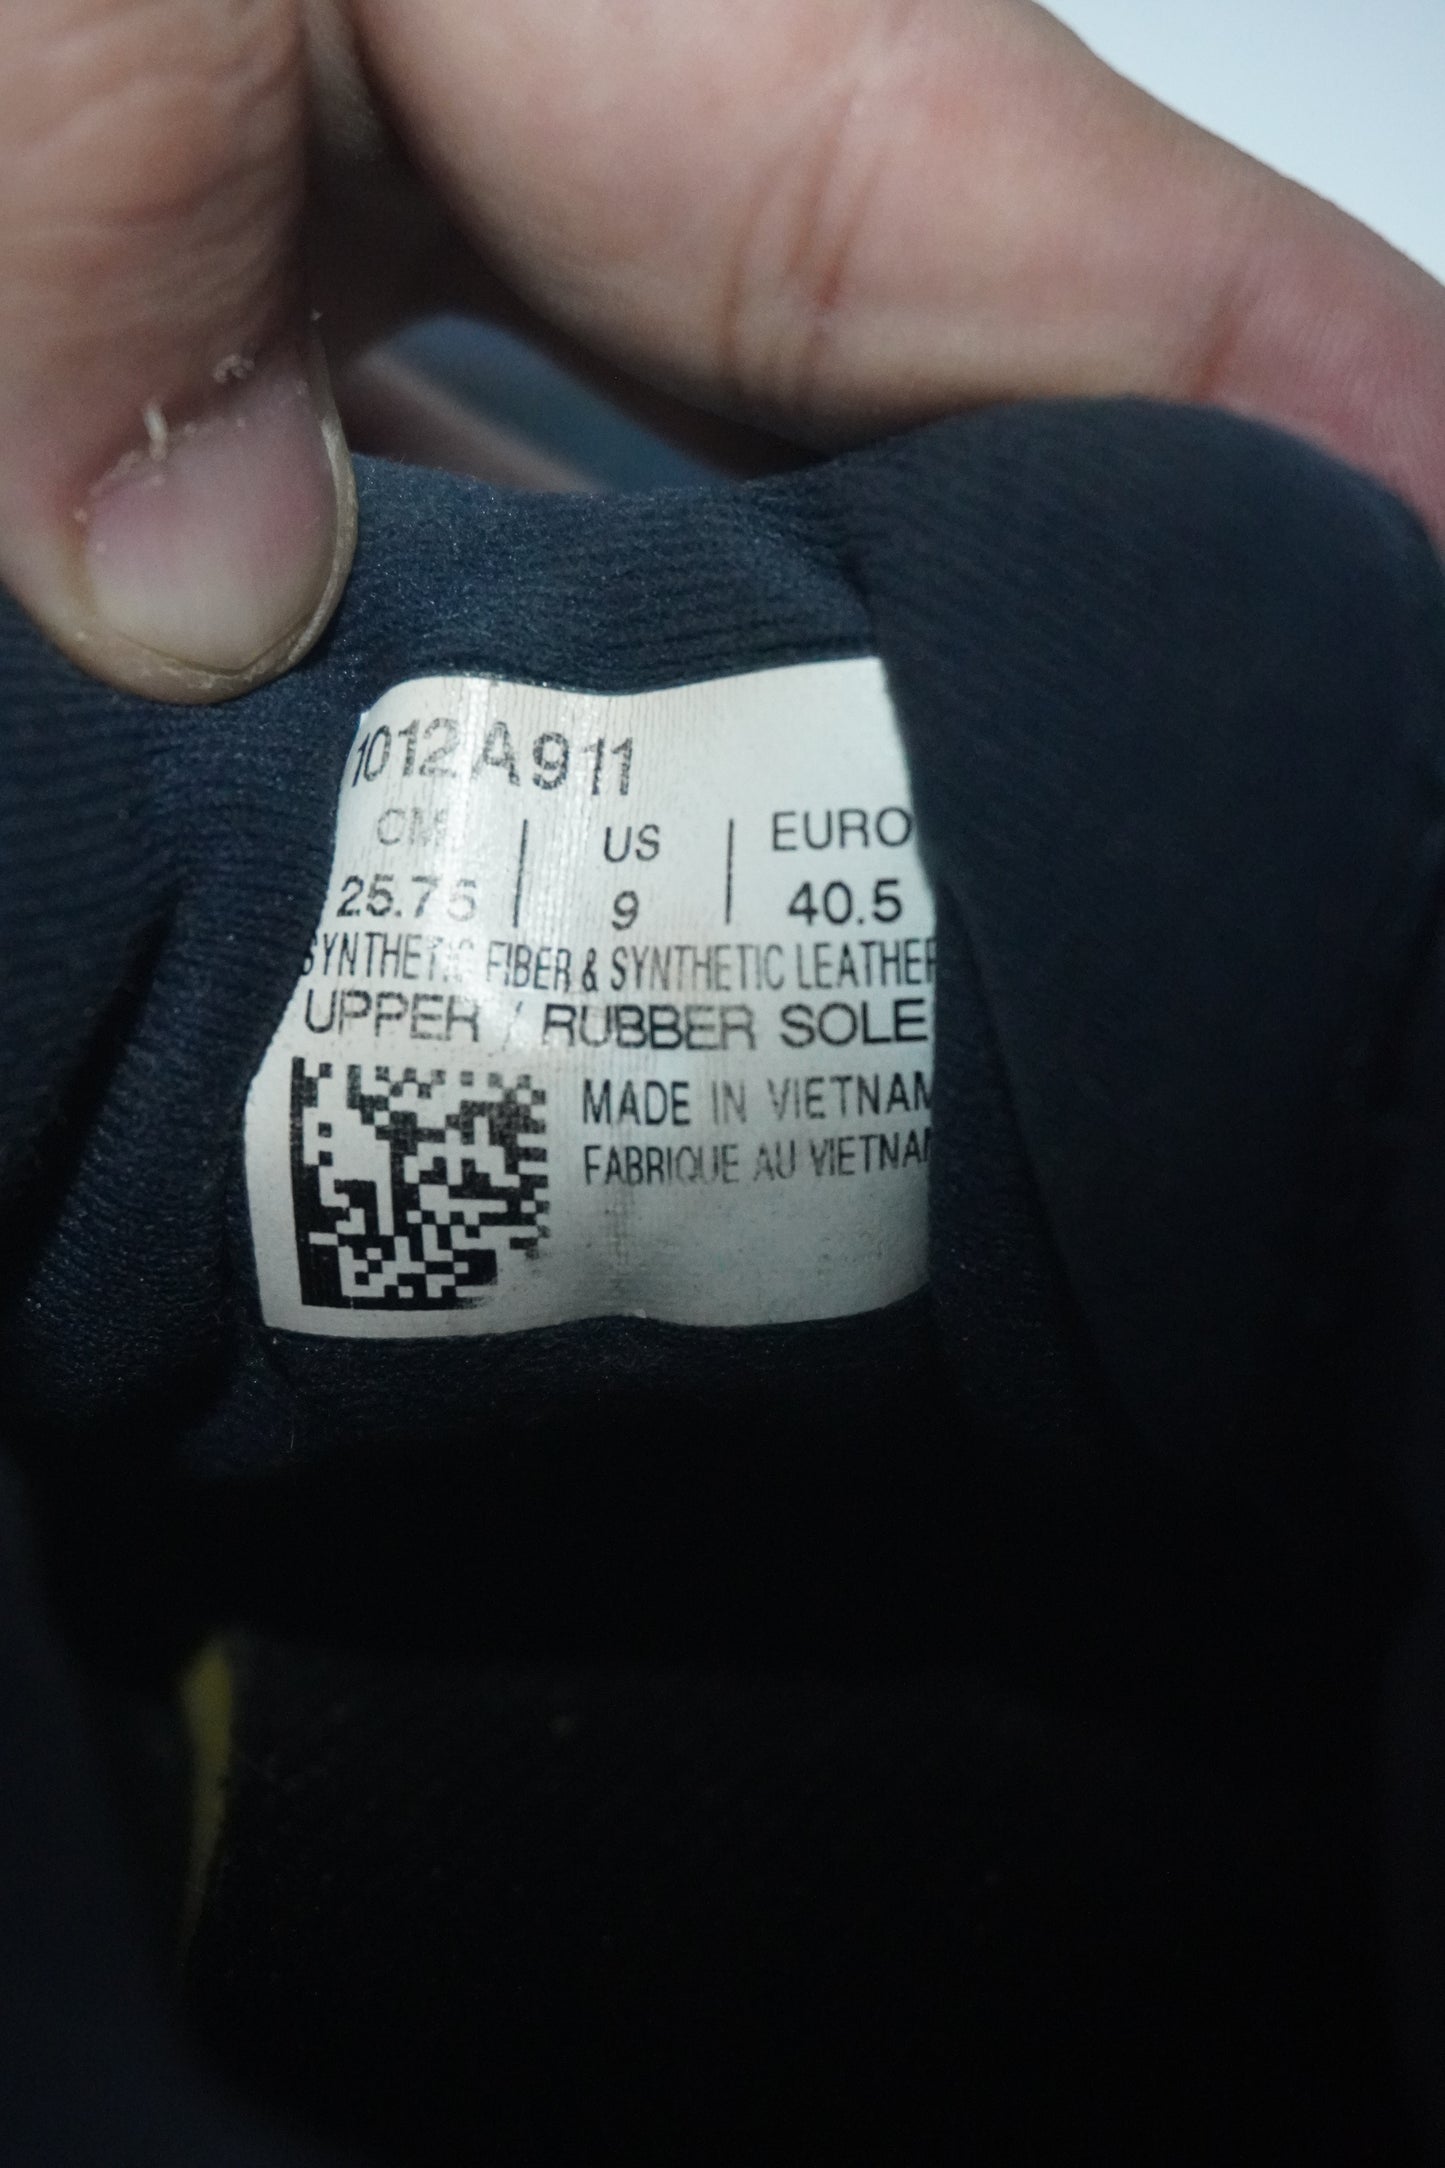 1012A911
CM | US | EURO
25.75 | 9 | 40.5
SYNTHETIC FIBER & SYNTHETIC LEATHER
UPPER / RUBBER SOLE
MADE IN VIETNAM
FABRIQUE AU VIETNAM